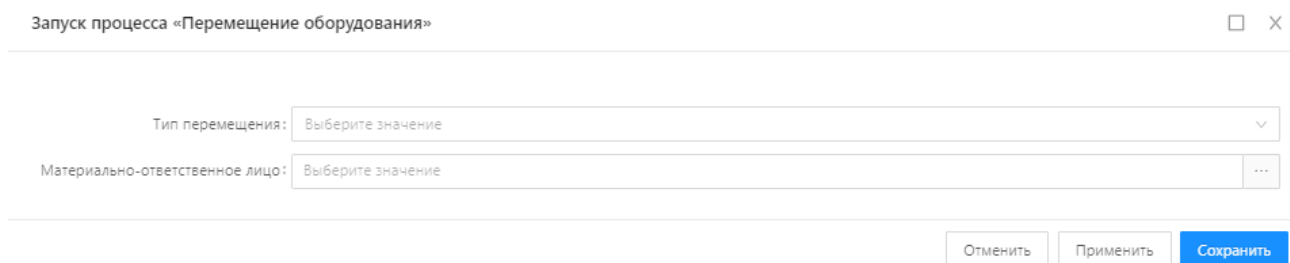 Запуск процесса «Перемещение оборудования»
Тип перемещения: Выберите значение
Материально-ответственное лицо: Выберите значение ...
Отменить Применить Сохранить